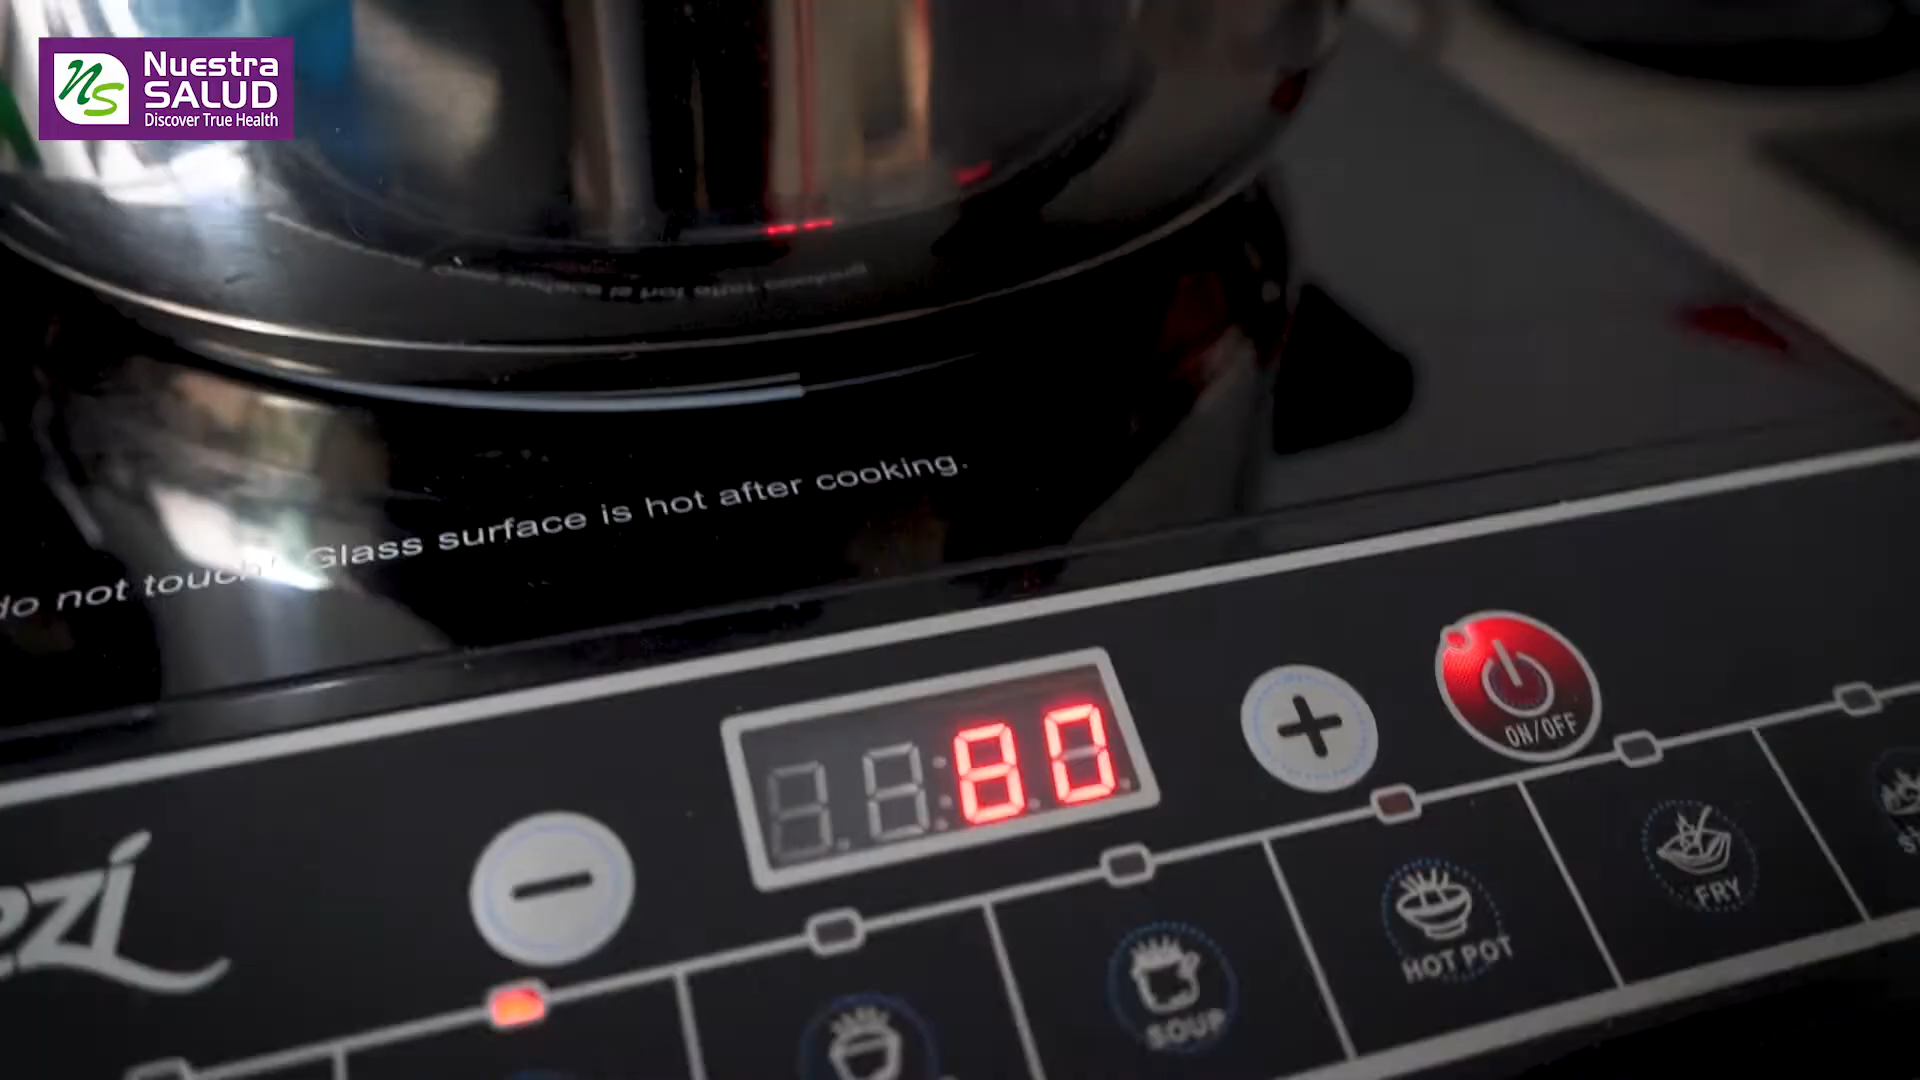 Nuestra
SALUD
Discover True Health
do not touch! Glass surface is hot after cooking.
80
ON/OFF
FRY
HOT POT
SOUP